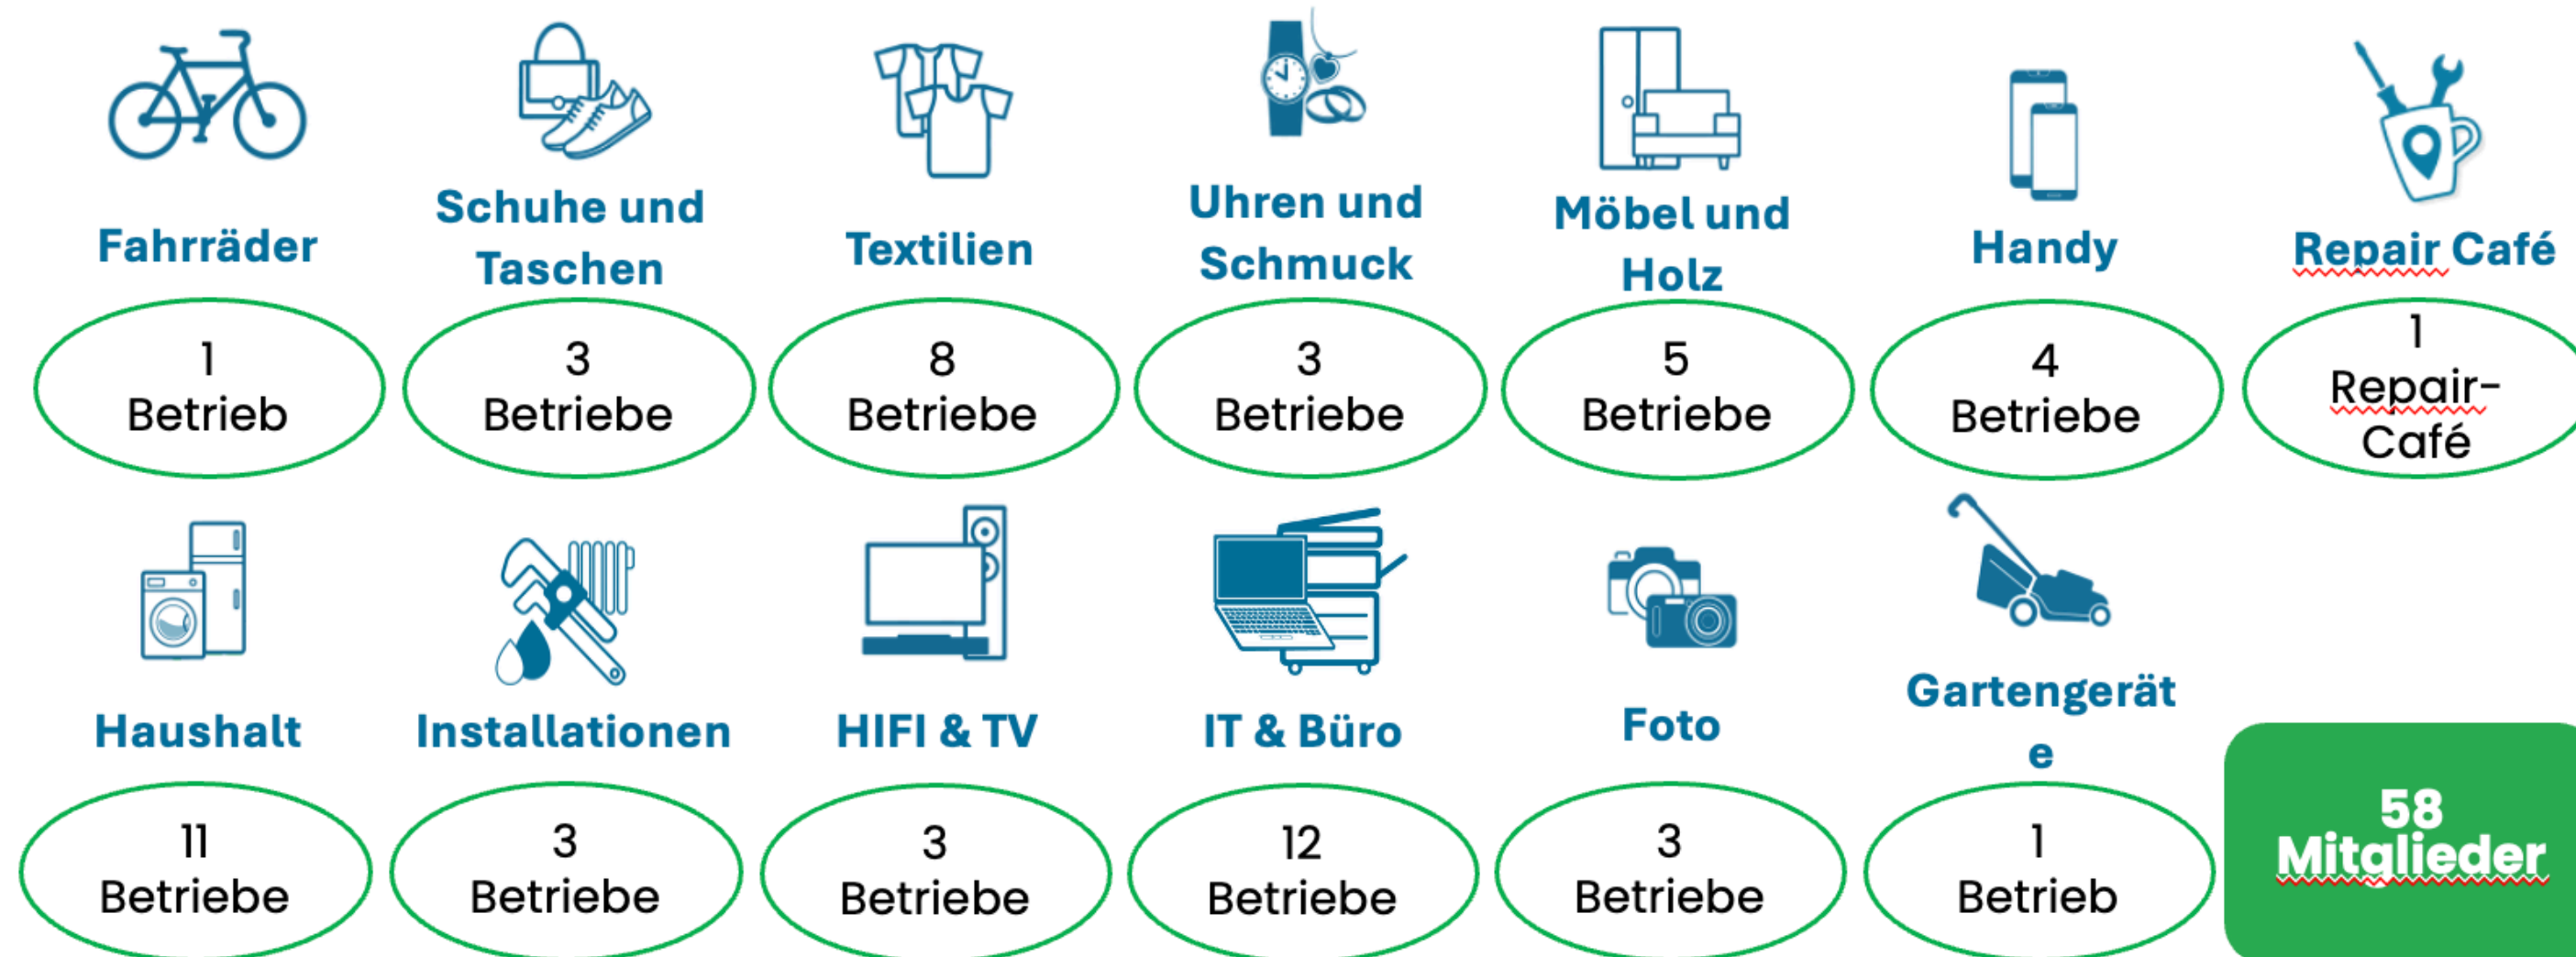 Fahrräder
Schuhe und
Taschen
Textilien
Uhren und
Schmuck
Möbel und
Holz
Handy
Repair Café
1
Betrieb
3
Betriebe
8
Betriebe
3
Betriebe
5
Betriebe
4
Betriebe
1
Repair-
Café
Haushalt
Installationen
HIFI & TV
IT & Büro
Foto
Gartengerät
e
11
Betriebe
3
Betriebe
3
Betriebe
12
Betriebe
3
Betriebe
1
Betrieb
58
Mitglieder